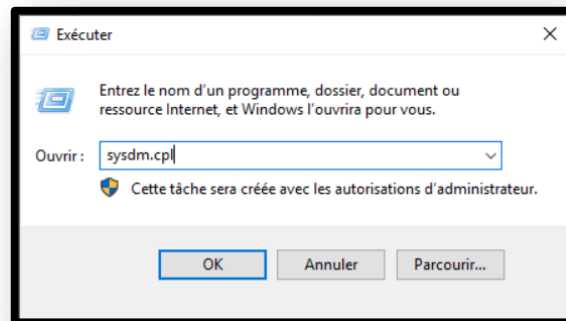 Exécuter
Entrez le nom d'un programme, dossier, document ou
ressource Internet, et Windows l'ouvrira pour vous.
Ouvrir : sysdm.cpl
Cette tâche sera créée avec les autorisations d'administrateur.
OK Annuler Parcourir...